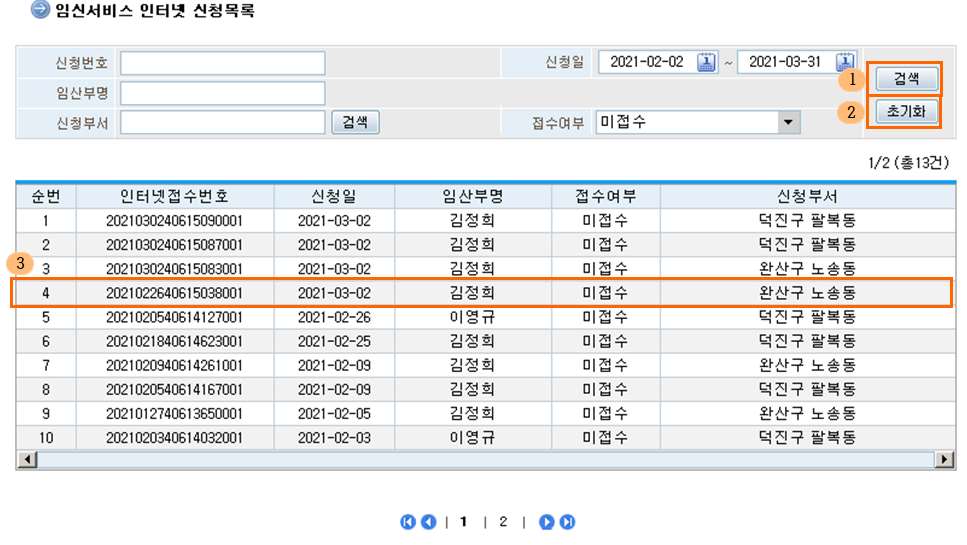 임신서비스 인터넷 신청목록
신청번호 신청일 2021-02-02 ~ 2021-03-31 1 검색
임산부명 2 초기화
신청부서 검색 접수여부 미접수
1/2 (총13건)
순번 인터넷접수번호 신청일 임산부명 접수여부 신청부서
1 2021030240615090001 2021-03-02 김정희 미접수 덕진구 팔복동
2 2021030240615087001 2021-03-02 김정희 미접수 덕진구 팔복동
3
3 2021030240615083001 2021-03-02 김정희 미접수 완산구 노송동
4 2021022640615038001 2021-03-02 김정희 미접수 완산구 노송동
5 2021020540614127001 2021-02-26 이영규 미접수 덕진구 팔복동
6 2021021840614623001 2021-02-25 김정희 미접수 덕진구 팔복동
7 2021020940614261001 2021-02-09 김정희 미접수 완산구 노송동
8 2021020540614167001 2021-02-09 김정희 미접수 덕진구 팔복동
9 2021012740613650001 2021-02-05 김정희 미접수 완산구 노송동
10 2021020340614032001 2021-02-03 이영규 미접수 덕진구 팔복동
| 1 | 2 |